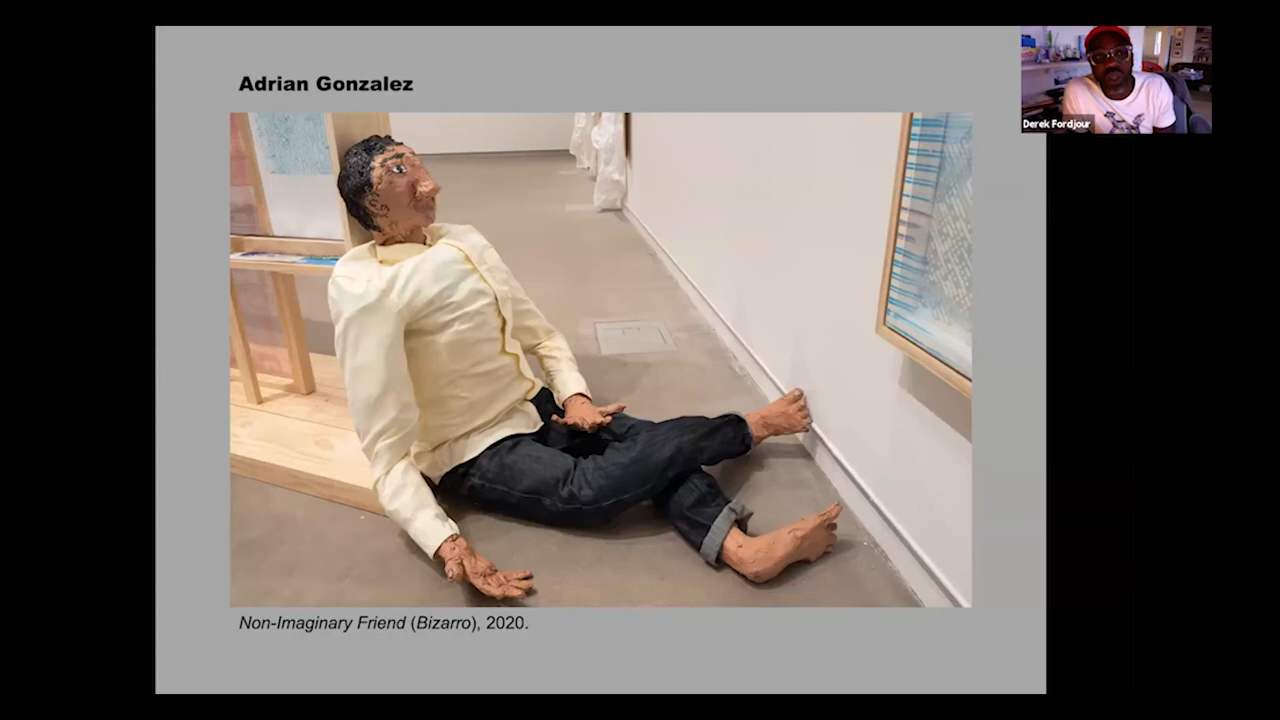 Adrian Gonzalez
Derek Fordjour
Non-Imaginary Friend (Bizarro), 2020.